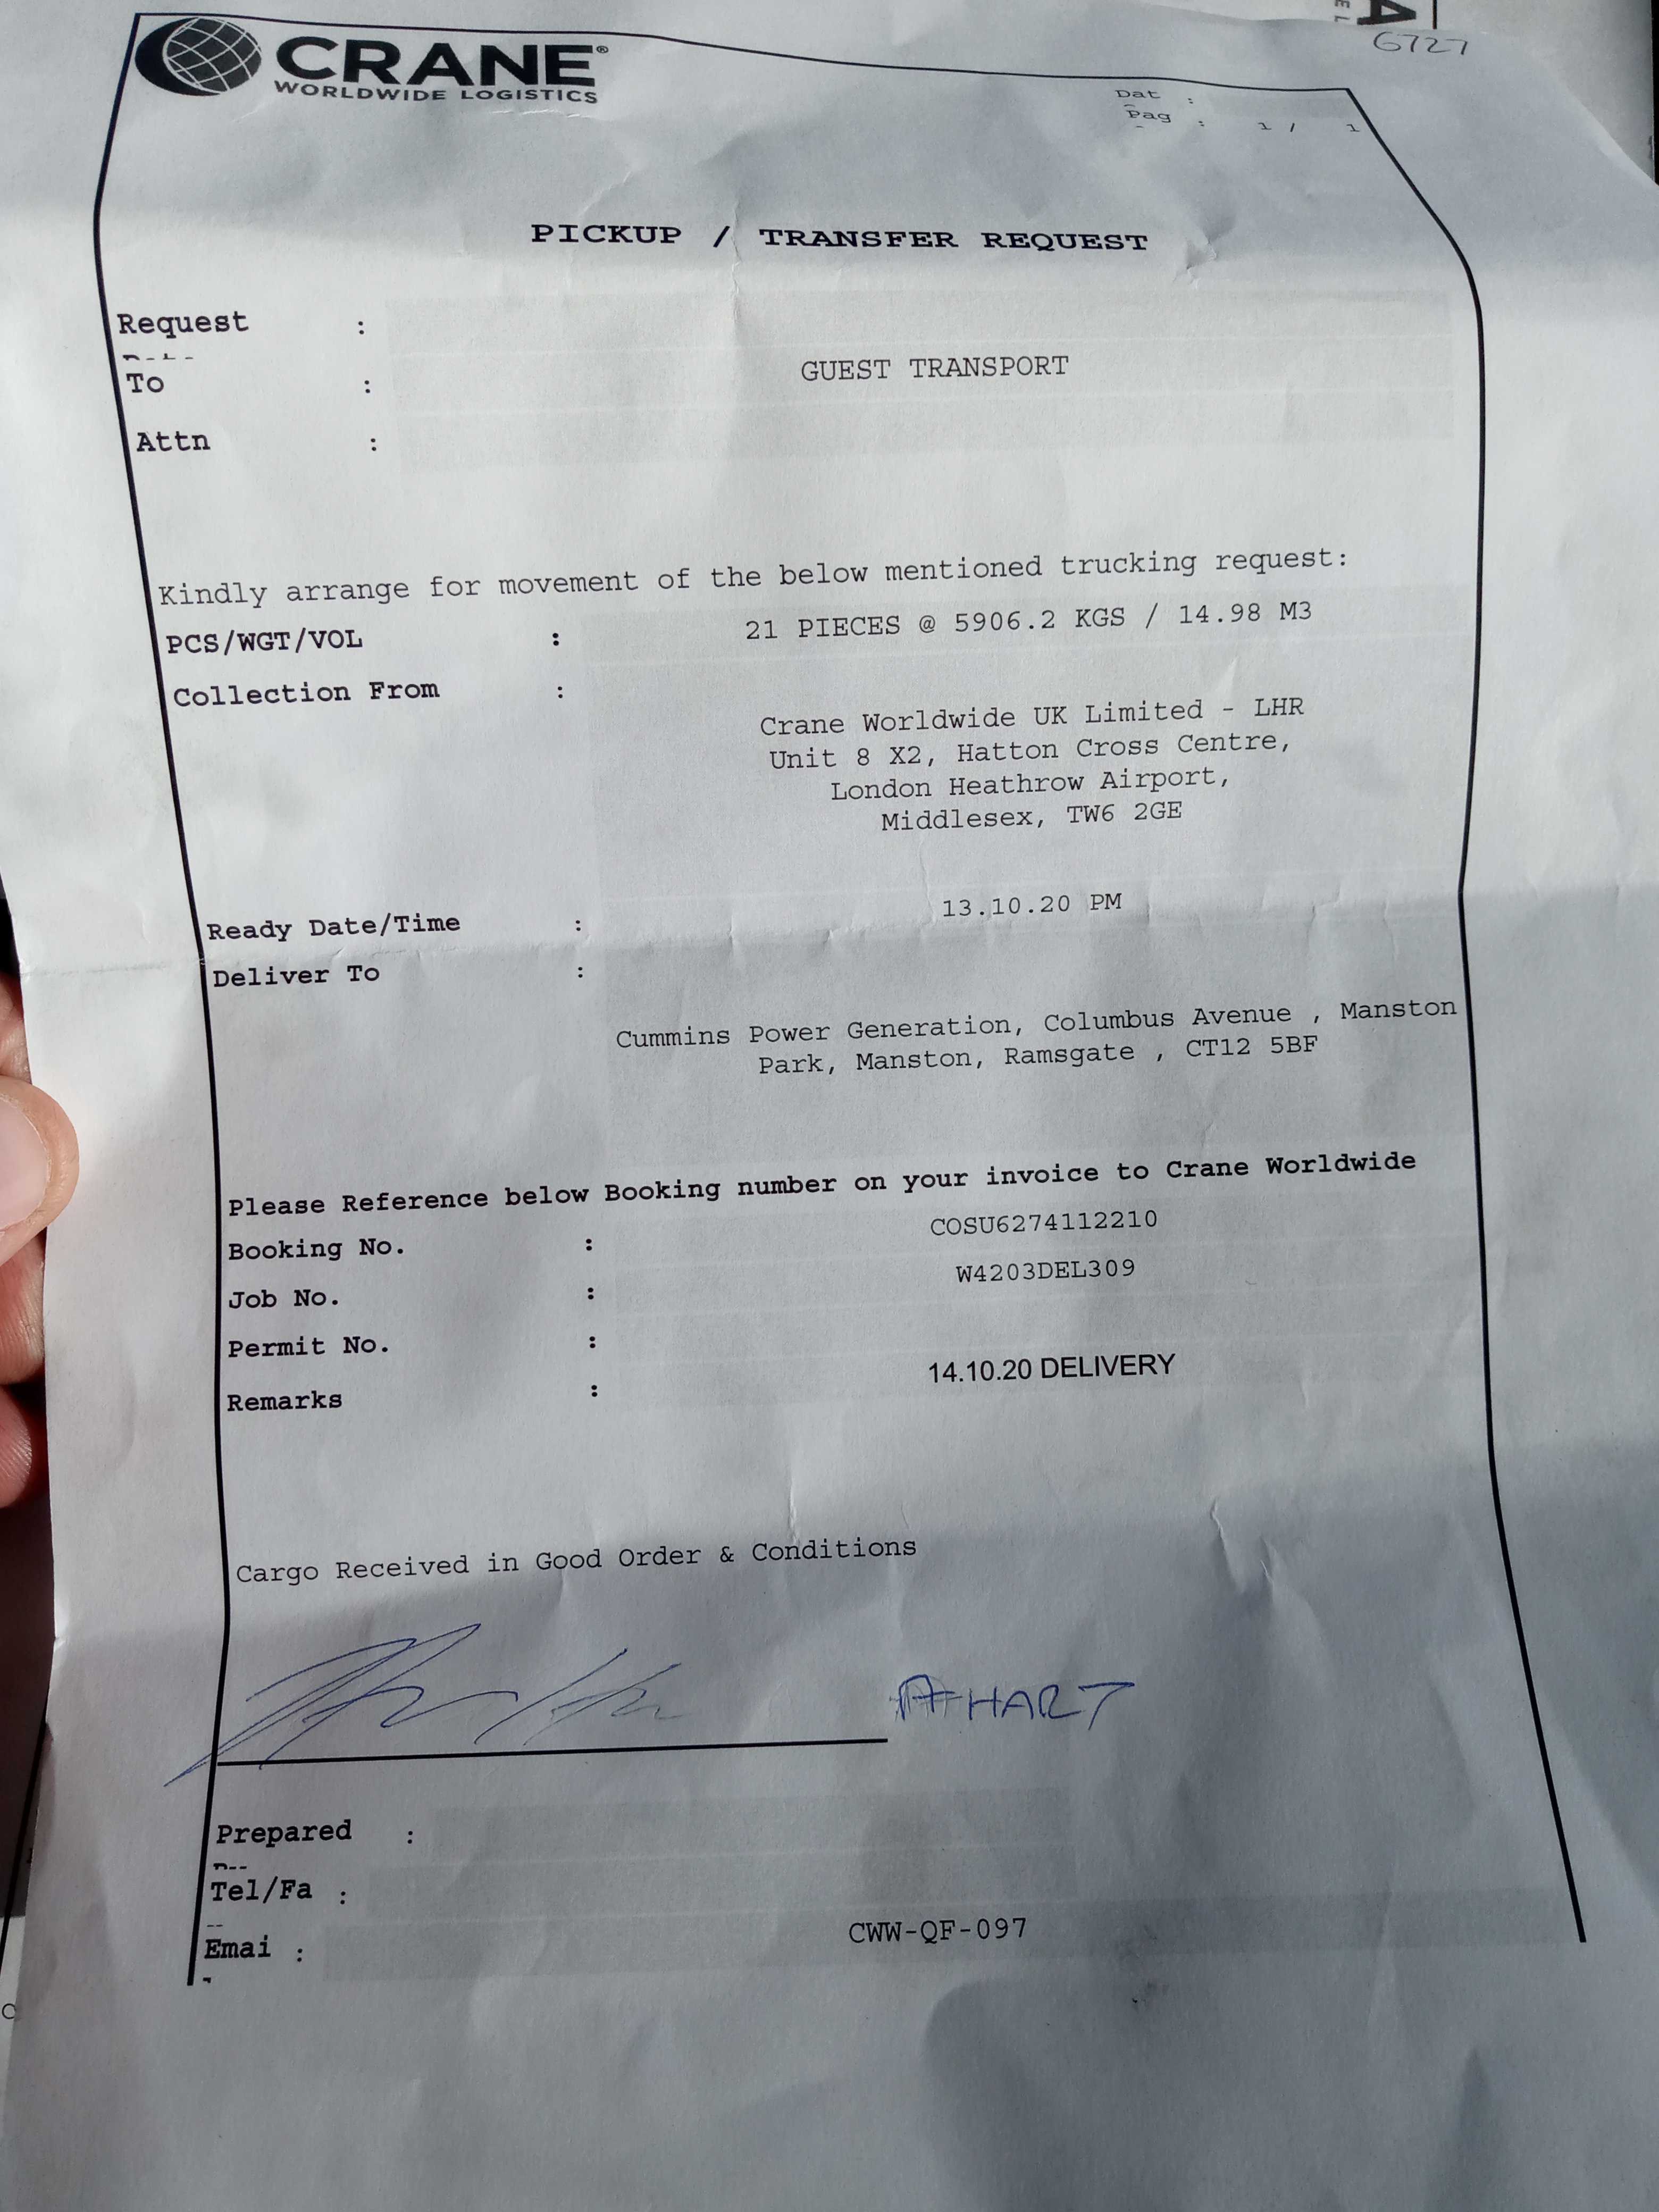 6727
CRANE®
WORLDWIDE LOGISTICS
Dat :
Pag : 1 / 1
PICKUP / TRANSFER REQUEST
Request :
To : GUEST TRANSPORT
Attn :
Kindly arrange for movement of the below mentioned trucking request:
PCS/WGT/VOL : 21 PIECES @ 5906.2 KGS / 14.98 M3
Collection From :
Crane Worldwide UK Limited - LHR
Unit 8 X2, Hatton Cross Centre,
London Heathrow Airport,
Middlesex, TW6 2GE
Ready Date/Time : 13.10.20 PM
Deliver To :
Cummins Power Generation, Columbus Avenue , Manston
Park, Manston, Ramsgate , CT12 5BF
Please Reference below Booking number on your invoice to Crane Worldwide
Booking No. : COSU6274112210
Job No. : W4203DEL309
Permit No. :
Remarks : 14.10.20 DELIVERY
Cargo Received in Good Order & Conditions
HART
Prepared :
Tel/Fa :
Emai :
CWW-QF-097